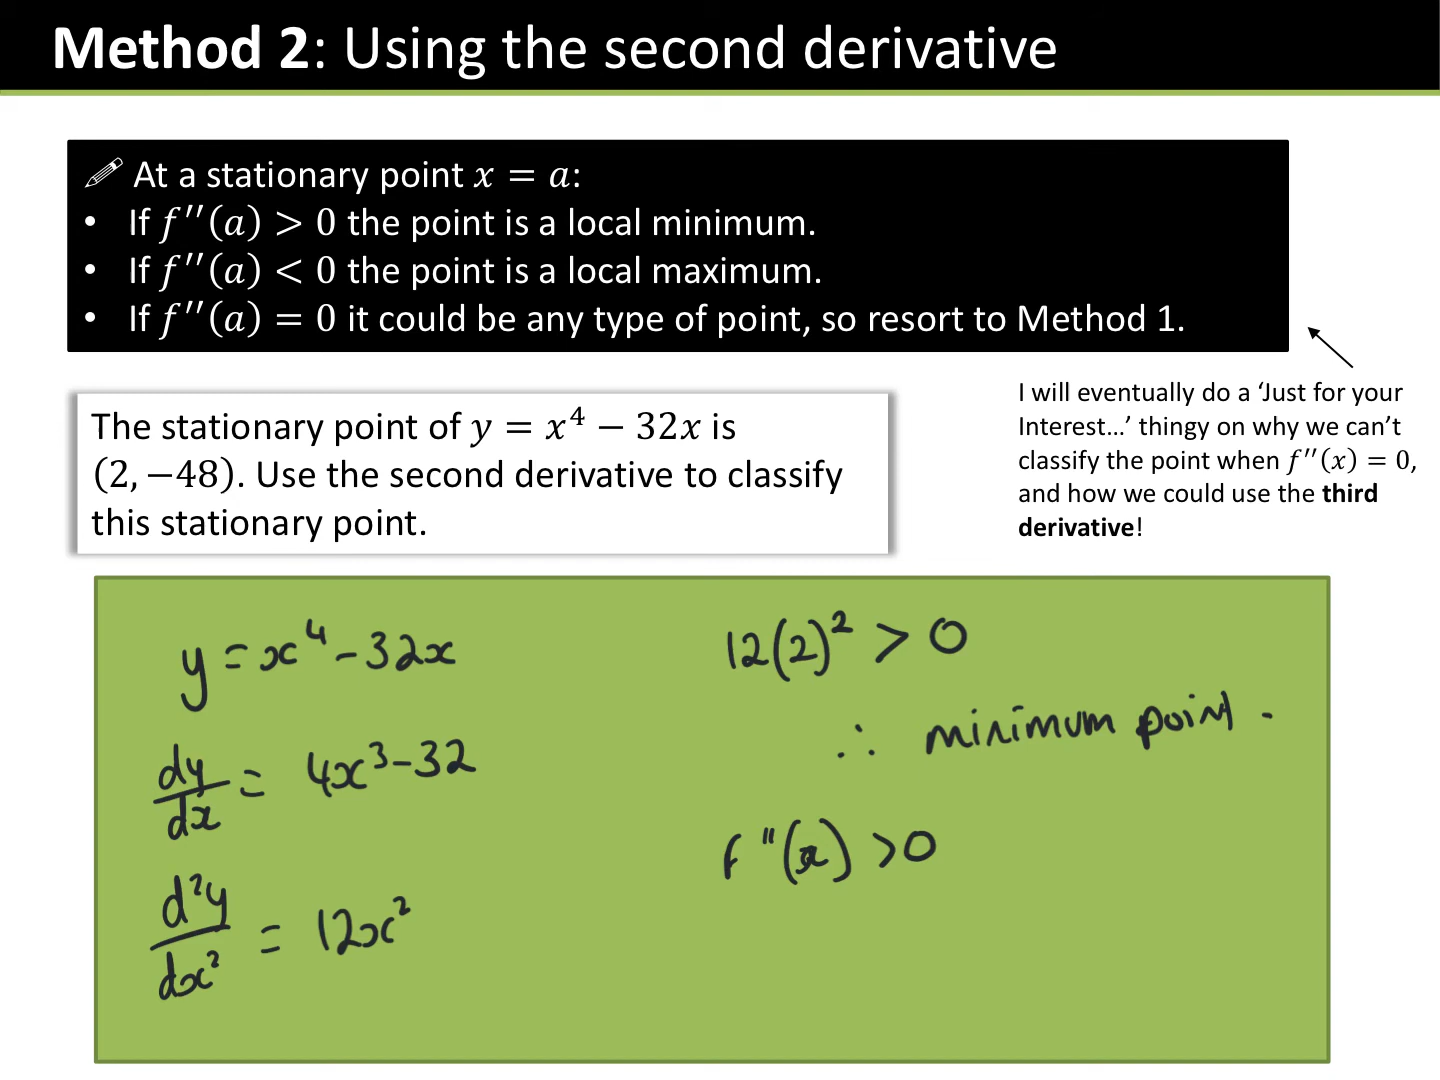 Method 2: Using the second derivative
At a stationary point 𝑥 = 𝑎:
• If 𝑓′′(𝑎) > 0 the point is a local minimum.
• If 𝑓′′(𝑎) < 0 the point is a local maximum.
• If 𝑓′′(𝑎) = 0 it could be any type of point, so resort to Method 1.
I will eventually do a ‘Just for your
Interest…’ thingy on why we can’t
classify the point when 𝑓′′(𝑥) = 0,
and how we could use the third
derivative!
The stationary point of 𝑦 = 𝑥⁴ − 32𝑥 is
(2, −48). Use the second derivative to classify
this stationary point.
y = x⁴ - 32x
dy/dx = 4x³ - 32
d²y/dx² = 12x²
12(2)² > 0
∴ minimum point.
f''(x) > 0